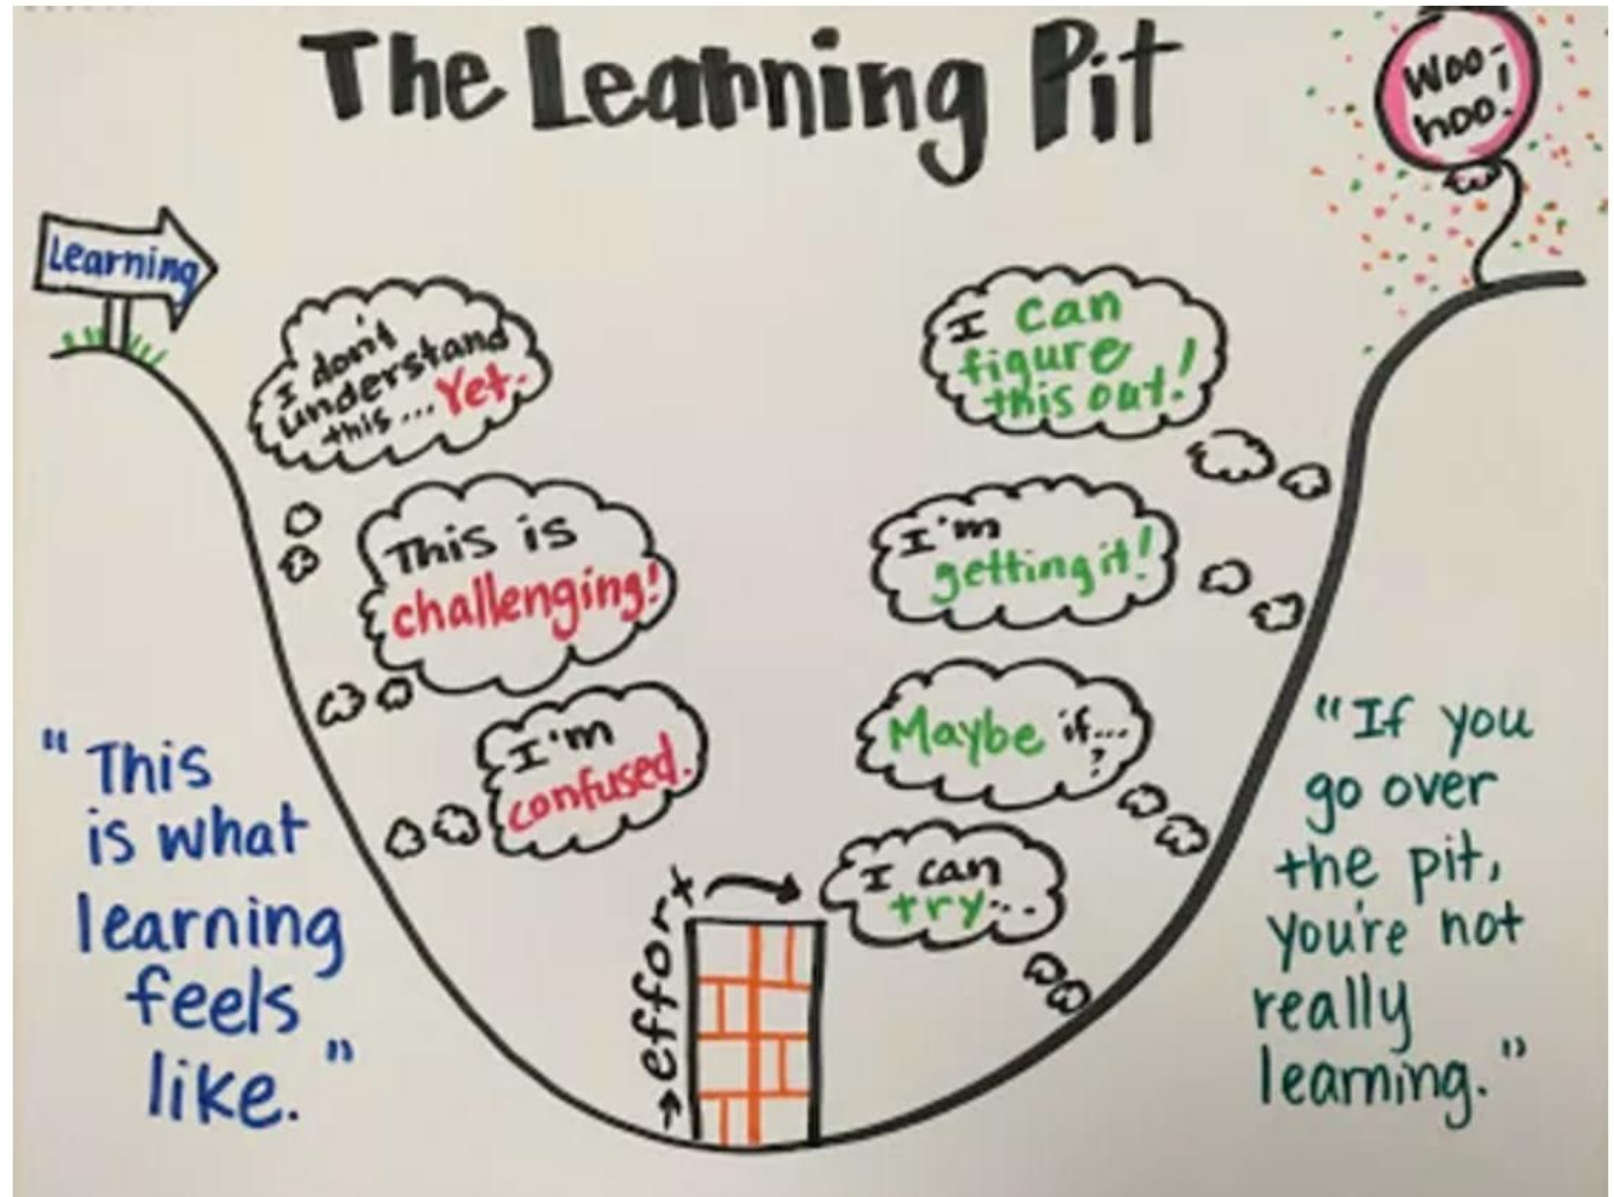 The Learning Pit
Woo-
hoo!
Learning
I don't
understand
this... Yet.
I can
figure
this out!
This is
challenging!
I'm
getting it!
I'm
confused.
Maybe if...
?
effort
I can
try...
"This
is what
learning
feels
like."
"If you
go over
the pit,
you're not
really
learning."